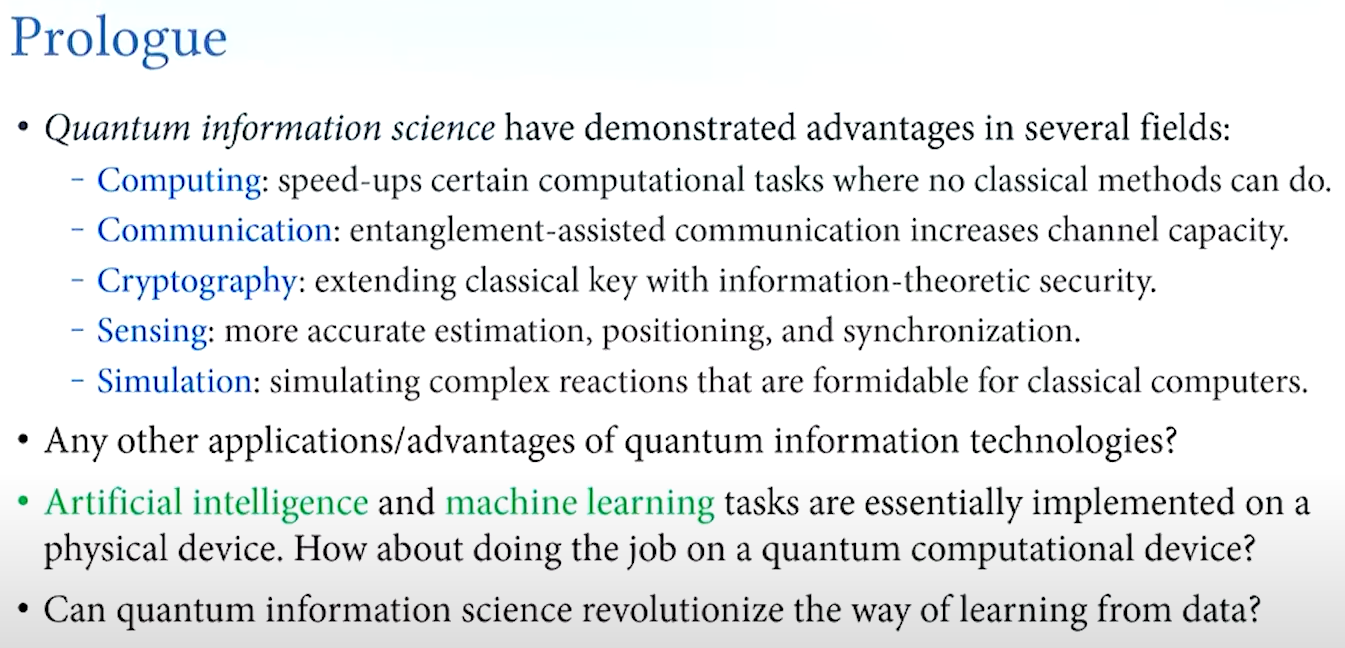 Prologue
• Quantum information science have demonstrated advantages in several fields:
– Computing: speed-ups certain computational tasks where no classical methods can do.
– Communication: entanglement-assisted communication increases channel capacity.
– Cryptography: extending classical key with information-theoretic security.
– Sensing: more accurate estimation, positioning, and synchronization.
– Simulation: simulating complex reactions that are formidable for classical computers.
• Any other applications/advantages of quantum information technologies?
• Artificial intelligence and machine learning tasks are essentially implemented on a
physical device. How about doing the job on a quantum computational device?
• Can quantum information science revolutionize the way of learning from data?